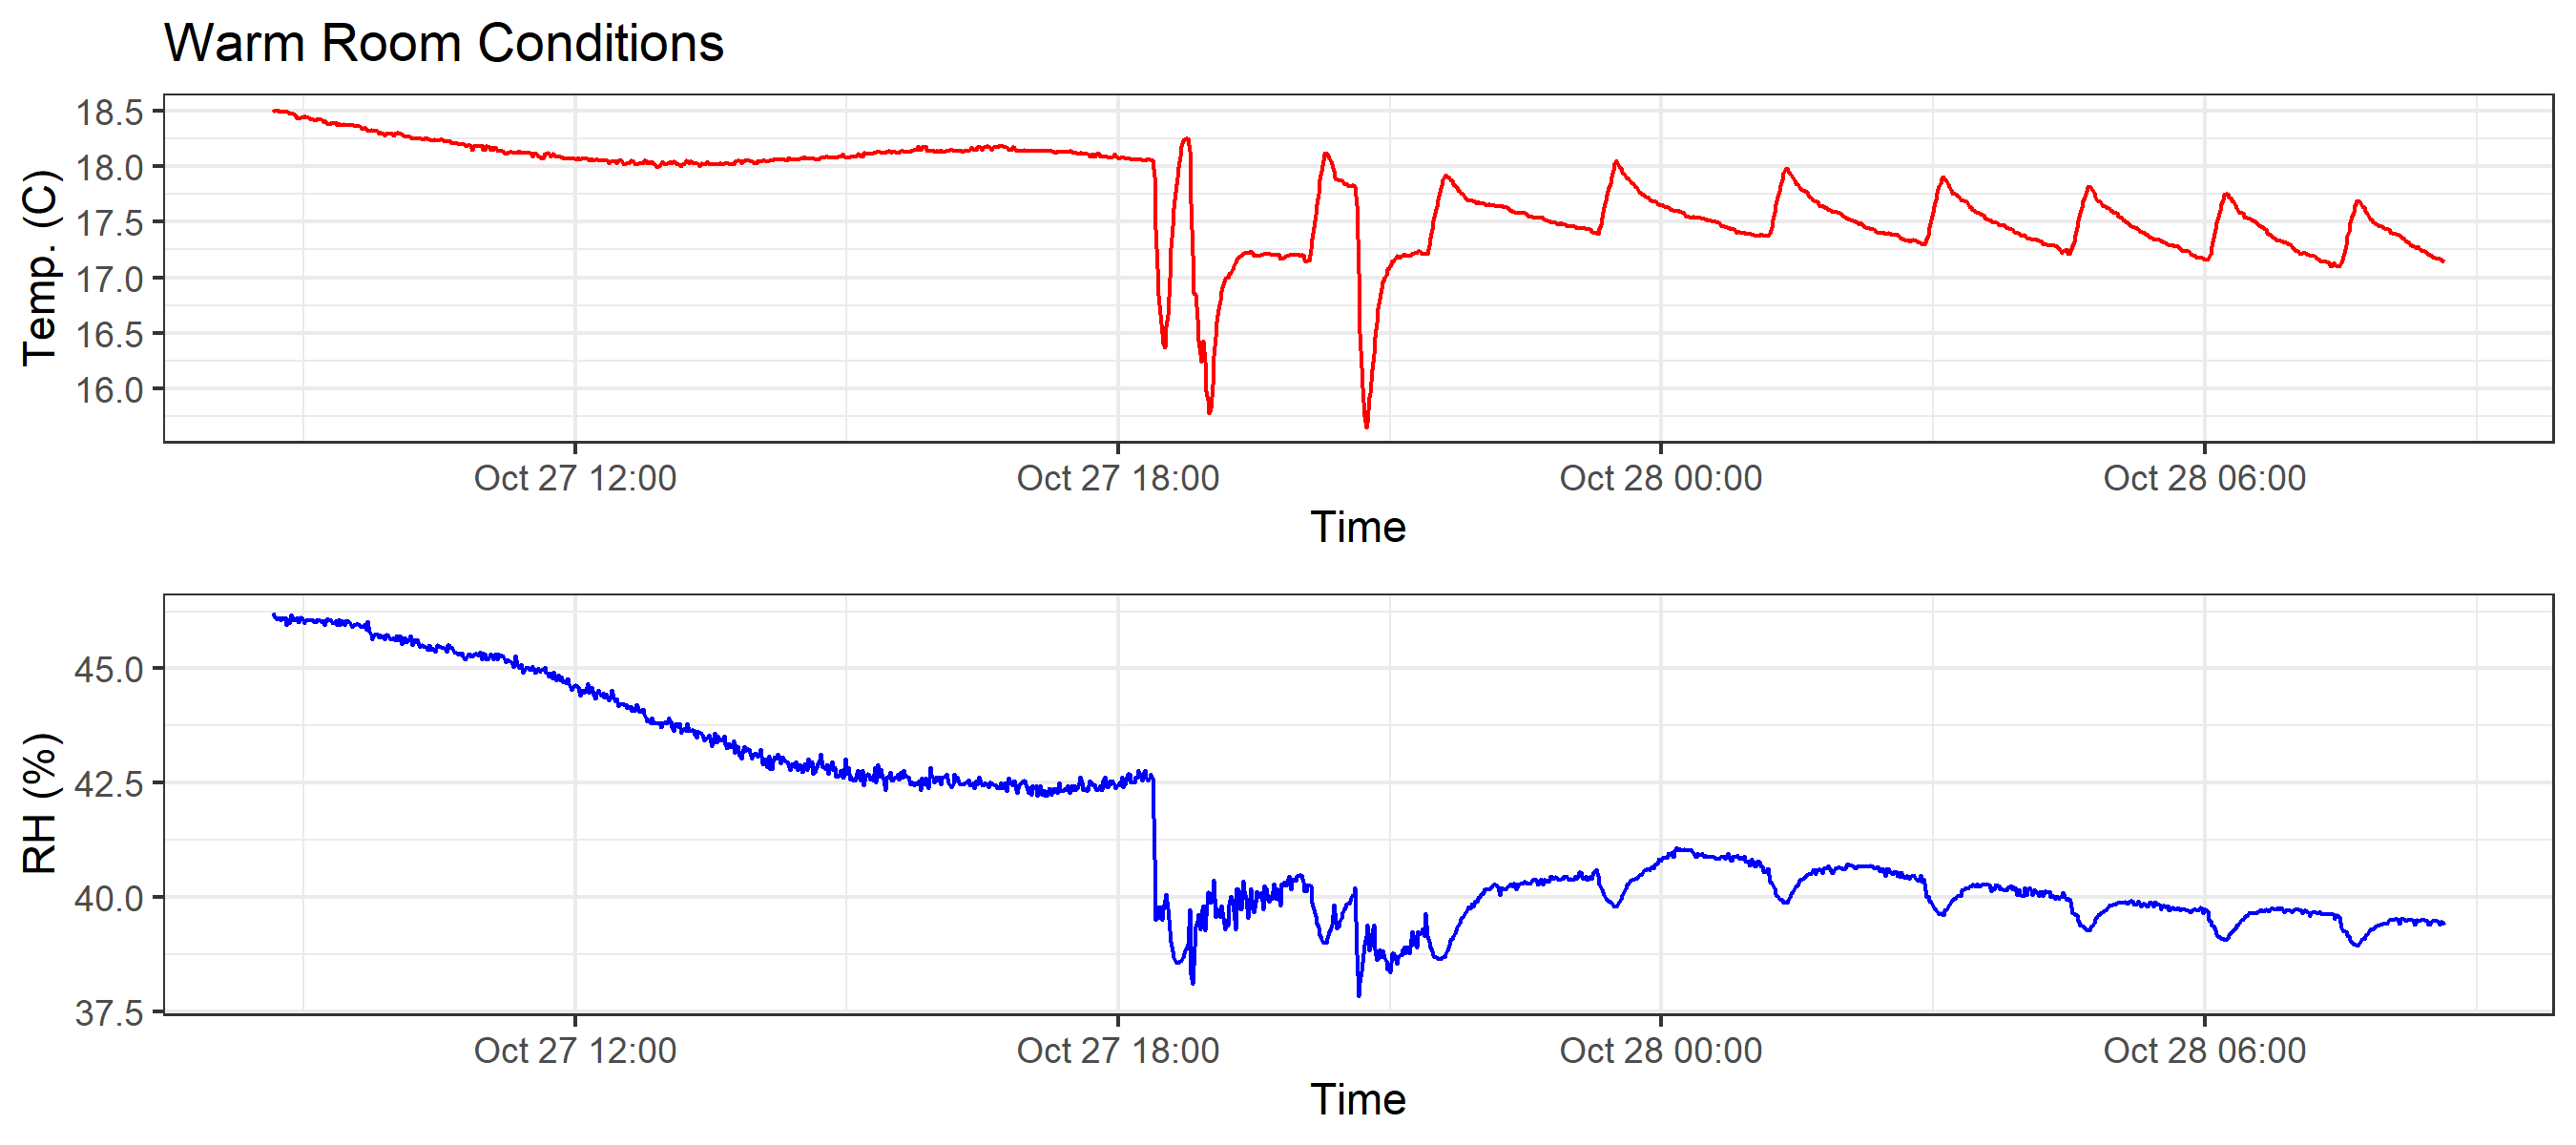 Warm Room Conditions
18.5
18.0
17.5
17.0
16.5
16.0
Temp. (C)
Oct 27 12:00 Oct 27 18:00 Oct 28 00:00 Oct 28 06:00
Time
45.0
42.5
40.0
37.5
RH (%)
Oct 27 12:00 Oct 27 18:00 Oct 28 00:00 Oct 28 06:00
Time